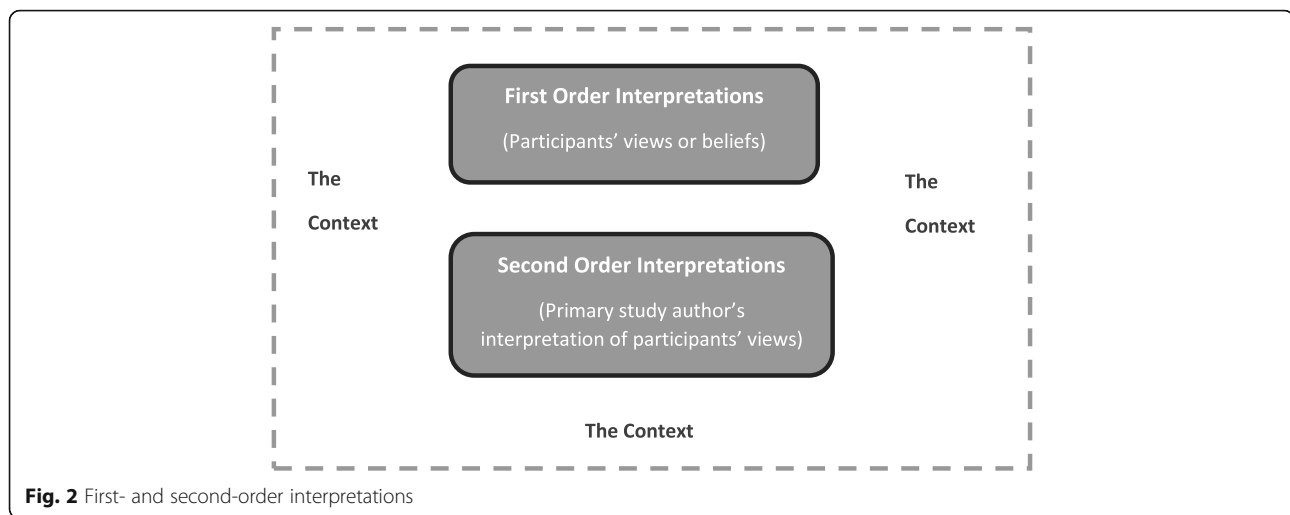 First Order Interpretations
(Participants’ views or beliefs)
The
Context
The
Context
Second Order Interpretations
(Primary study author’s
interpretation of participants’ views)
The Context
Fig. 2 First- and second-order interpretations